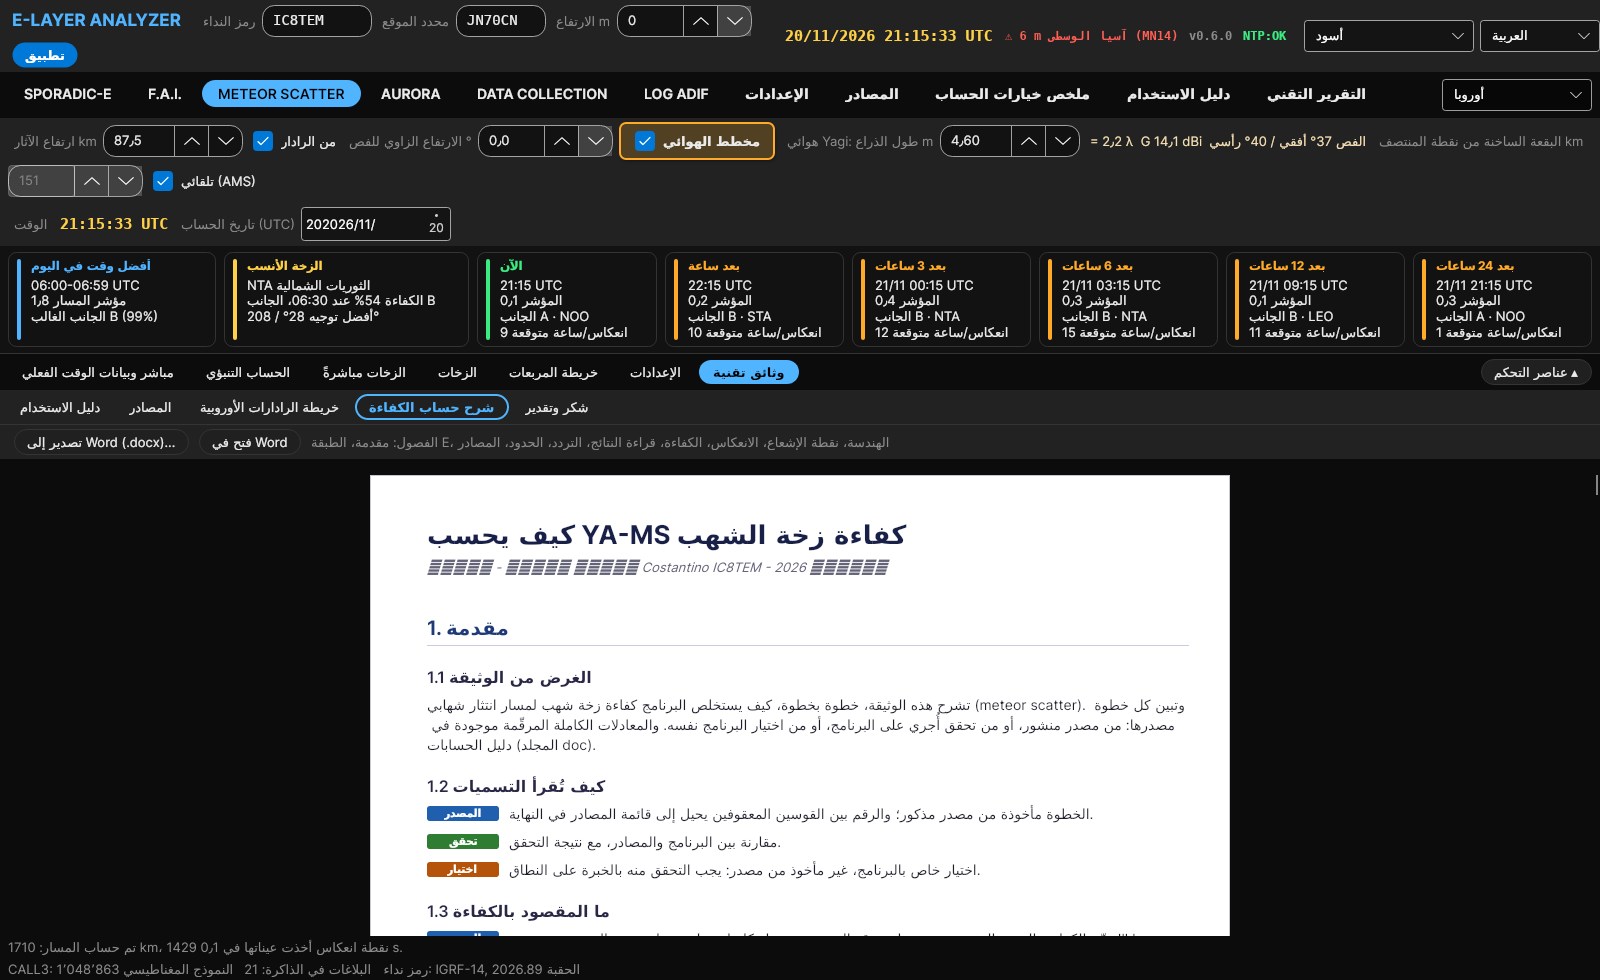 E-LAYER ANALYZER رمز النداء IC8TEM محدد الموقع JN70CN الارتفاع m 0
تطبيق
20/11/2026 21:15:33 UTC ⚠ 6 m آسيا الوسطى (MN14) v0.6.0 NTP:OK أسود العربية
SPORADIC-E F.A.I. METEOR SCATTER AURORA DATA COLLECTION LOG ADIF الإعدادات المصادر ملخص خيارات الحساب دليل الاستخدام التقرير التقني أوروبا
ارتفاع الآثار km 87٫5 من الرادار الارتفاع الزاوي للفص ° 0٫0 مخطط الهوائي هوائي Yagi: طول الذراع m 4٫60 = 2٫2 λ G 14٫1 dBi الفص 37° أفقي / 40° رأسي البقعة الساخنة من نقطة المنتصف km
151 تلقائي (AMS)
الوقت 21:15:33 UTC تاريخ الحساب (UTC) 202026/11/ 20
أفضل وقت في اليوم
06:00-06:59 UTC
مؤشر المسار 1٫8
الجانب الغالب B (99%)
الزخة الأنسب
الثوريات الشمالية NTA
الكفاءة 54% عند 06:30، الجانب B
أفضل توجيه 28° / 208°
الآن
21:15 UTC
المؤشر 0٫1
الجانب A · NOO
انعكاس/ساعة متوقعة 9
بعد ساعة
22:15 UTC
المؤشر 0٫2
الجانب B · STA
انعكاس/ساعة متوقعة 10
بعد 3 ساعات
21/11 00:15 UTC
المؤشر 0٫4
الجانب B · NTA
انعكاس/ساعة متوقعة 12
بعد 6 ساعات
21/11 03:15 UTC
المؤشر 0٫3
الجانب B · NTA
انعكاس/ساعة متوقعة 15
بعد 12 ساعات
21/11 09:15 UTC
المؤشر 0٫1
الجانب B · LEO
انعكاس/ساعة متوقعة 11
بعد 24 ساعات
21/11 21:15 UTC
المؤشر 0٫3
الجانب A · NOO
انعكاس/ساعة متوقعة 1
مباشر وبيانات الوقت الفعلي الحساب التنبؤي الزخات مباشرةً الزخات خريطة المربعات الإعدادات وثائق تقنية عناصر التحكم ▴
دليل الاستخدام المصادر خريطة الرادارات الأوروبية شرح حساب الكفاءة شكر وتقدير
تصدير إلى Word (.docx)... فتح في Word الفصول: مقدمة، الطبقة E، الهندسة، نقطة الإشعاع، الانعكاس، الكفاءة، قراءة النتائج، التردد، الحدود، المصادر
كيف يحسب YA-MS كفاءة زخة الشهب
Costantino IC8TEM - 2026
1. مقدمة
1.1 الغرض من الوثيقة
تشرح هذه الوثيقة، خطوة بخطوة، كيف يستخلص البرنامج كفاءة زخة شهب لمسار انتثار شهابي (meteor scatter). وتبين كل خطوة
مصدرها: من مصدر منشور، أو من تحقق أُجري على البرنامج، أو من اختيار البرنامج نفسه. والمعادلات الكاملة المرقّمة موجودة في
دليل الحسابات (المجلد doc).
1.2 كيف تُقرأ التسميات
المصدر الخطوة مأخوذة من مصدر مذكور؛ والرقم بين القوسين المعقوفين يحيل إلى قائمة المصادر في النهاية.
تحقق مقارنة بين البرنامج والمصادر، مع نتيجة التحقق.
اختيار اختيار خاص بالبرنامج، غير مأخوذ من مصدر: يجب التحقق منه بالخبرة على النطاق.
1.3 ما المقصود بالكفاءة
تم حساب المسار: 1710 km، 1429 نقطة انعكاس أخذت عيناتها في 0٫1 s.
CALL3: 1’048’863 رمز نداء البلاغات في الذاكرة: 21 النموذج المغناطيسي: IGRF-14, 2026.89 الحقبة